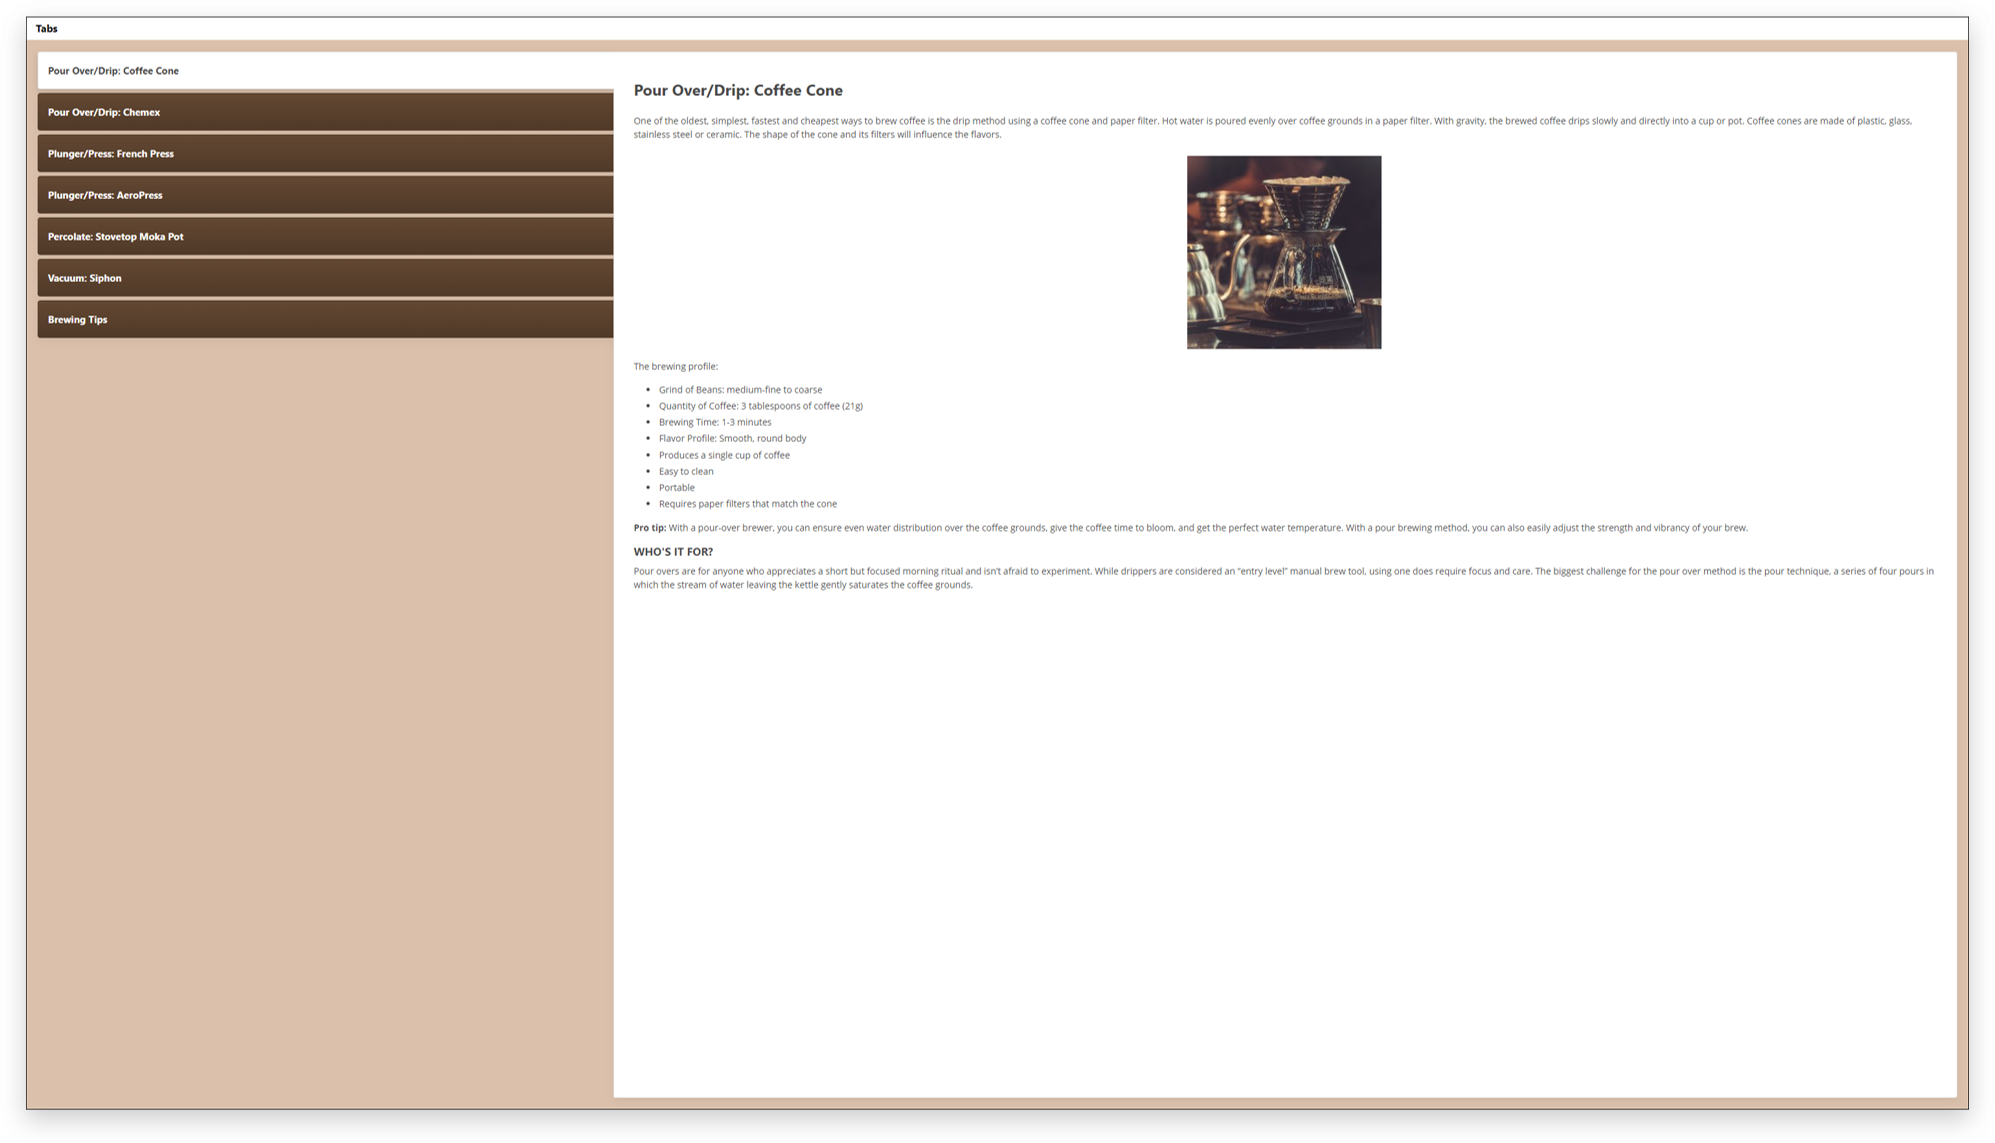 Tabs
Pour Over/Drip: Coffee Cone
Pour Over/Drip: Chemex
Plunger/Press: French Press
Plunger/Press: AeroPress
Percolate: Stovetop Moka Pot
Vacuum: Siphon
Brewing Tips
Pour Over/Drip: Coffee Cone
One of the oldest, simplest, fastest and cheapest ways to brew coffee is the drip method using a coffee cone and paper filter. Hot water is poured evenly over coffee grounds in a paper filter. With gravity, the brewed coffee drips slowly and directly into a cup or pot. Coffee cones are made of plastic, glass,
stainless steel or ceramic. The shape of the cone and its filters will influence the flavors.
The brewing profile:
• Grind of Beans: medium-fine to coarse
• Quantity of Coffee: 3 tablespoons of coffee (21g)
• Brewing Time: 1-3 minutes
• Flavor Profile: Smooth, round body
• Produces a single cup of coffee
• Easy to clean
• Portable
• Requires paper filters that match the cone
Pro tip: With a pour-over brewer, you can ensure even water distribution over the coffee grounds, give the coffee time to bloom, and get the perfect water temperature. With a pour brewing method, you can also easily adjust the strength and vibrancy of your brew.
WHO'S IT FOR?
Pour overs are for anyone who appreciates a short but focused morning ritual and isn't afraid to experiment. While drippers are considered an "entry level" manual brew tool, using one does require focus and care. The biggest challenge for the pour over method is the pour technique, a series of four pours in
which the stream of water leaving the kettle gently saturates the coffee grounds.